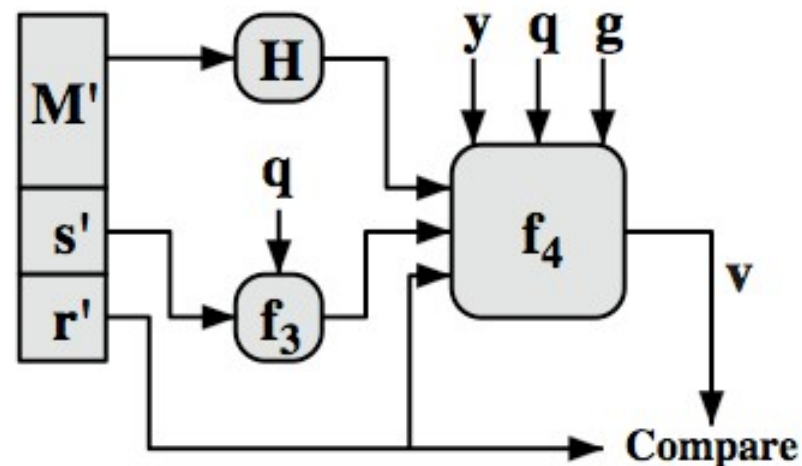 y q g
M' H
q
s' f₃ f₄
r' v
Compare